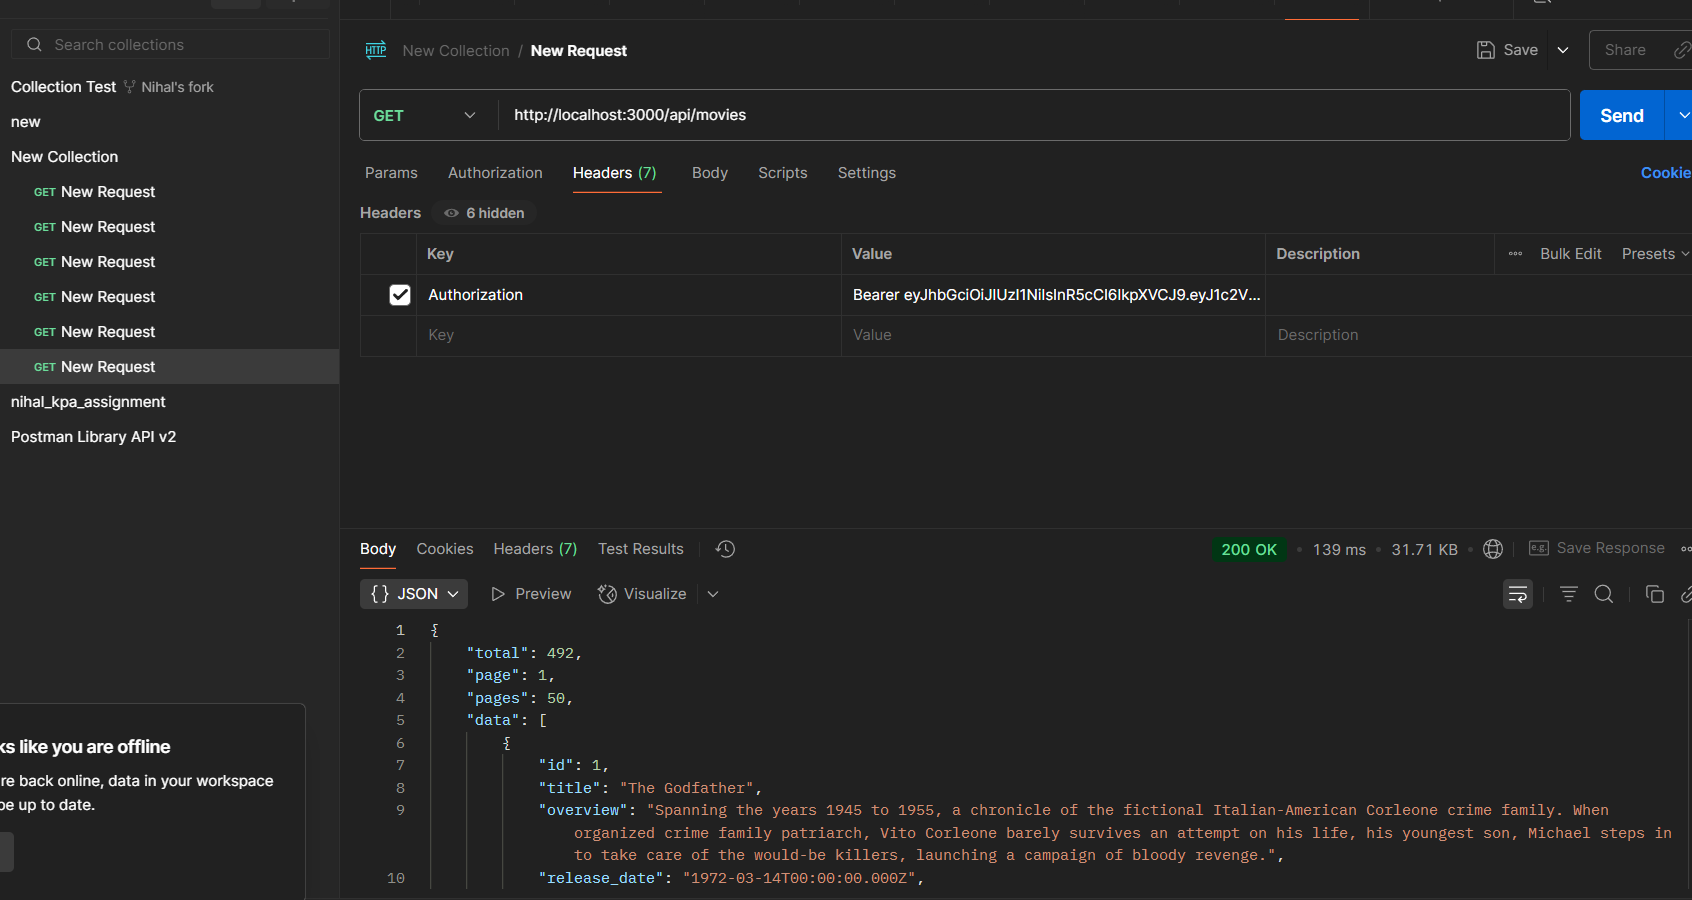 Search collections
Collection Test Nihal's fork
new
New Collection
GET New Request
GET New Request
GET New Request
GET New Request
GET New Request
GET New Request
nihal_kpa_assignment
Postman Library API v2
ks like you are offline
re back online, data in your workspace
be up to date.
HTTP New Collection / New Request
Save
Share
GET http://localhost:3000/api/movies
Send
Params Authorization Headers (7) Body Scripts Settings
Cookie
Headers 6 hidden
Key Value Description Bulk Edit Presets
Authorization Bearer eyJhbGciOiJIUzI1NiIsInR5cCI6IkpXVCJ9.eyJ1c2V...
Key Value Description
Body Cookies Headers (7) Test Results
200 OK • 139 ms • 31.71 KB
e.g. Save Response
{} JSON Preview Visualize
1 {
2 "total": 492,
3 "page": 1,
4 "pages": 50,
5 "data": [
6 {
7 "id": 1,
8 "title": "The Godfather",
9 "overview": "Spanning the years 1945 to 1955, a chronicle of the fictional Italian-American Corleone crime family. When
organized crime family patriarch, Vito Corleone barely survives an attempt on his life, his youngest son, Michael steps in
to take care of the would-be killers, launching a campaign of bloody revenge.",
10 "release_date": "1972-03-14T00:00:00.000Z",